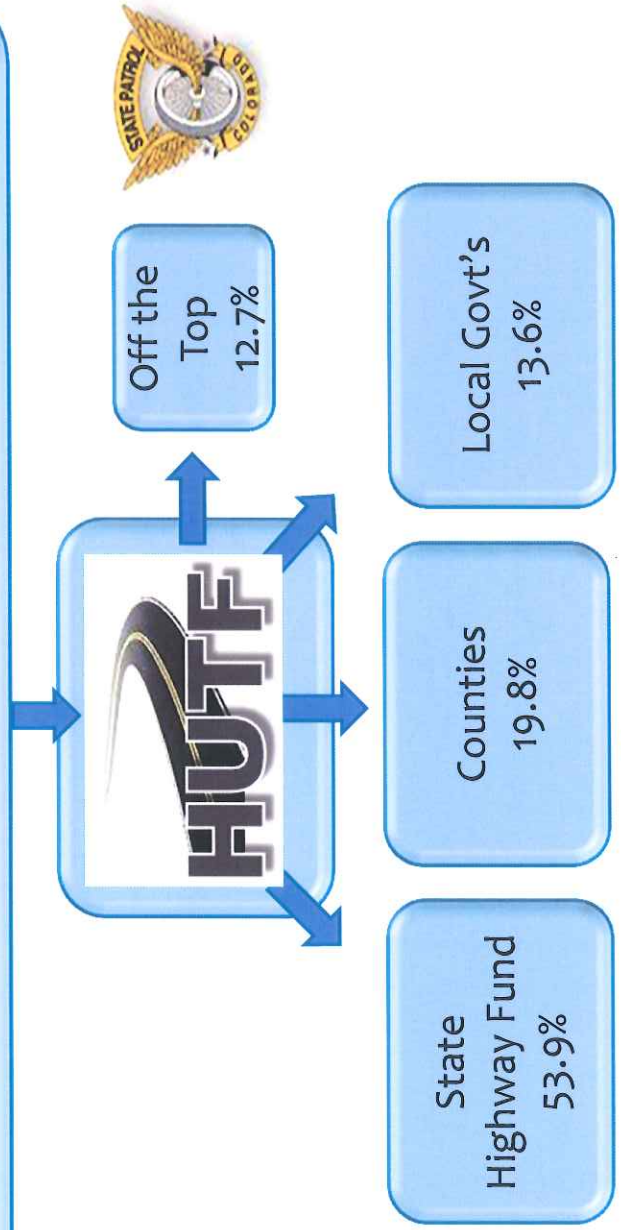 STATE PATROL
COLORADO
Off the
Top
12.7%
HUTF
State
Highway Fund
53.9%
Counties
19.8%
Local Govt's
13.6%